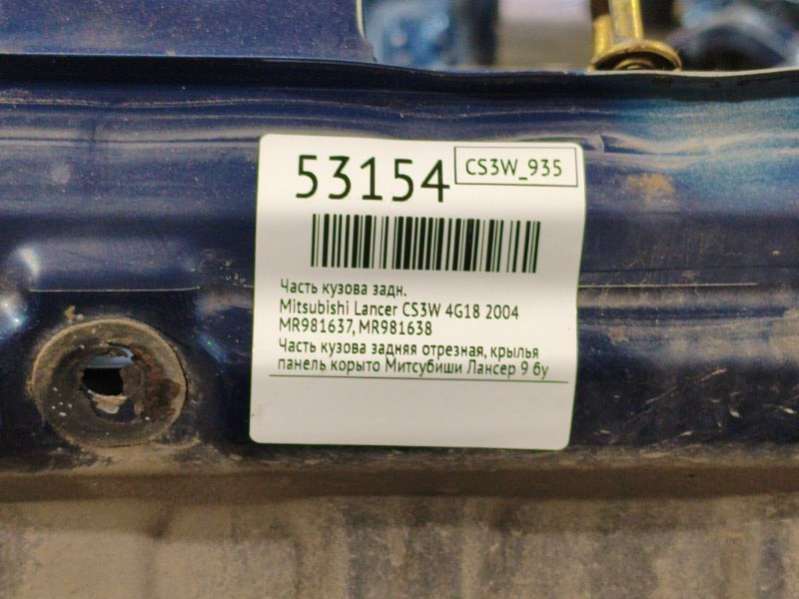 53154
CS3W_935
Часть кузова задн.
Mitsubishi Lancer CS3W 4G18 2004
MR981637, MR981638
Часть кузова задняя отрезная, крылья
панель корыто Митсубиши Лансер 9 бу